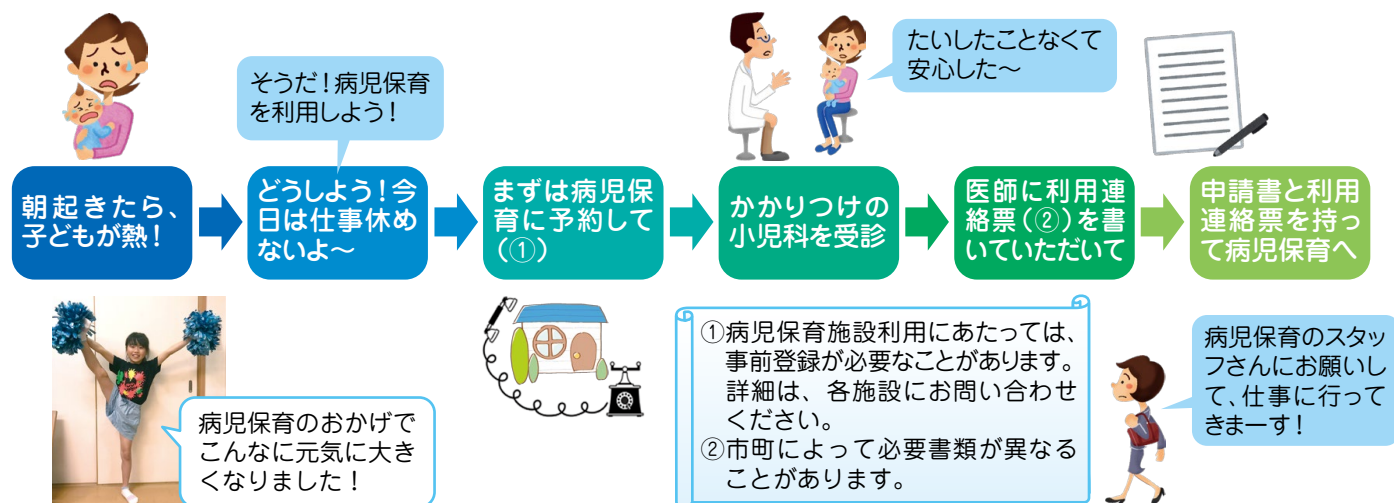 そうだ！病児保育
を利用しよう！
たいしたことなくて
安心した～
朝起きたら、
子どもが熱！
どうしよう！今
日は仕事休め
ないよ～
まずは病児保
育に予約して
（①）
かかりつけの
小児科を受診
医師に利用連
絡票（②）を書
いていただいて
申請書と利用
連絡票を持っ
て病児保育へ
病児保育のおかげで
こんなに元気に大き
くなりました！
①病児保育施設利用にあたっては、
事前登録が必要なことがあります。
詳細は、各施設にお問い合わせ
ください。
②市町によって必要書類が異なる
ことがあります。
病児保育のスタッ
フさんにお願いし
て、仕事に行って
きまーす！